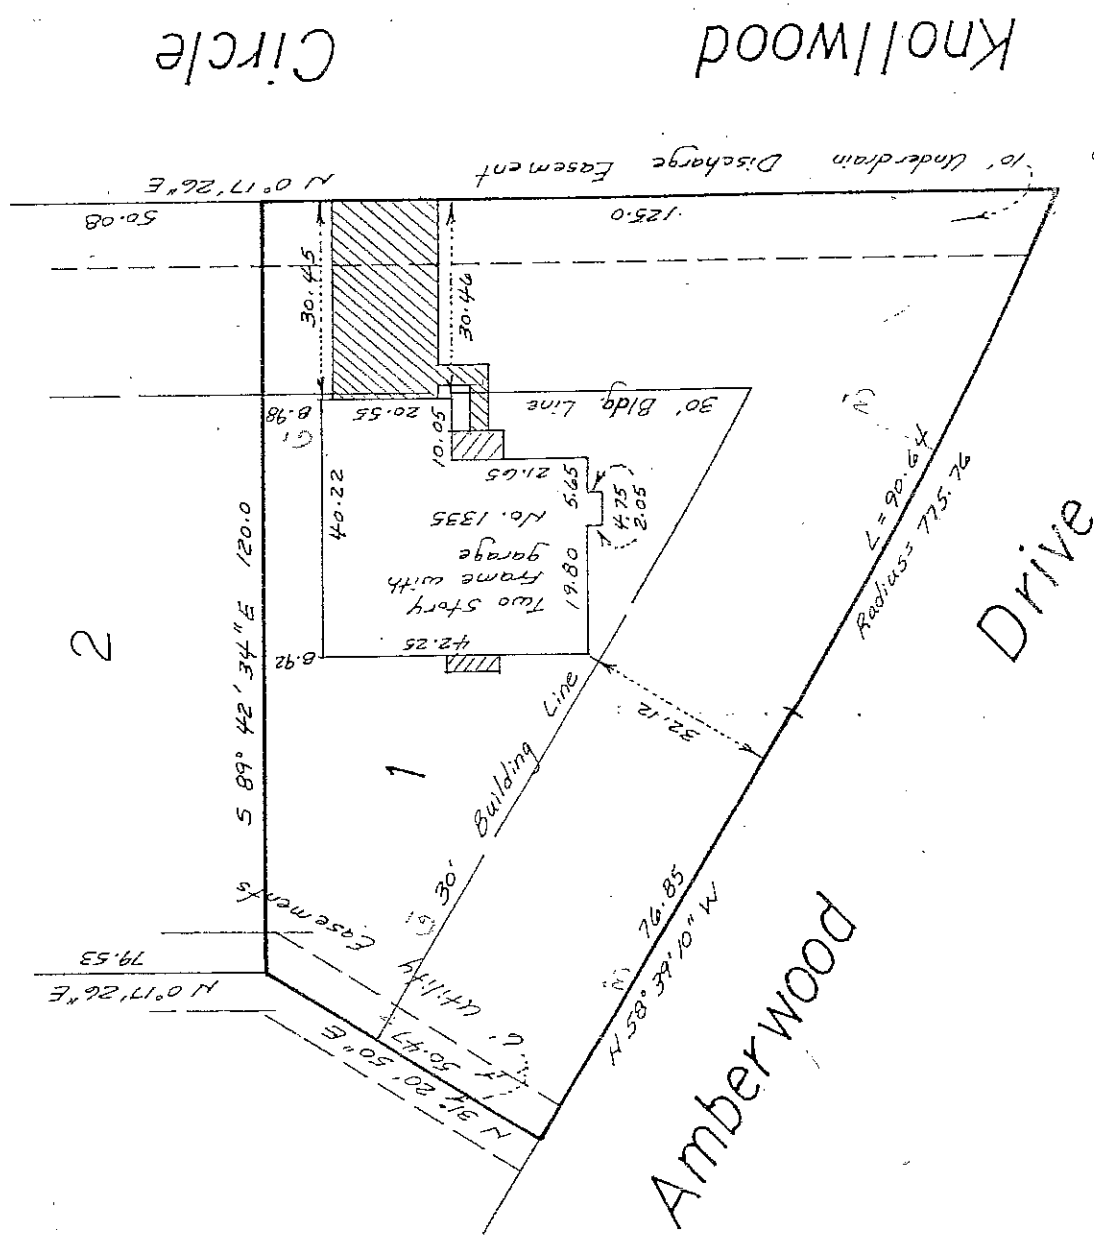 Knollwood Circle
10' Underdrain Discharge Easement
N 0° 17' 26" E
50.08
125.0
30.45
30.46
30' Bldg. Line
8.98
20.55
10.05
21.65
5.65
4.75
2.05
40.22
No. 1335
Two Story
Frame with
garage
19.80
42.25
8.92
S 89° 42' 34" E 120.0
2
1
L = 90.64
Radius = 775.76
32.12
30' Building Line
6' Utility Easements
79.53
N 0° 17' 26" E
N 31° 20' 50" E
50.47
76.85
N 58° 39' 10" W
Amberwood Drive